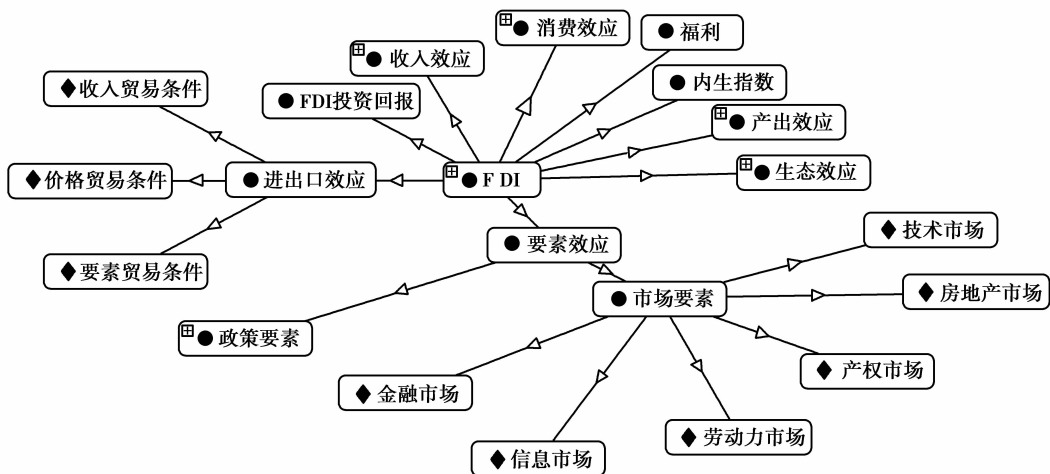 消费效应
福利
收入效应
内生指数
收入贸易条件
FDI投资回报
产出效应
价格贸易条件
进出口效应
F DI
生态效应
要素效应
技术市场
要素贸易条件
市场要素
房地产市场
政策要素
产权市场
金融市场
劳动力市场
信息市场